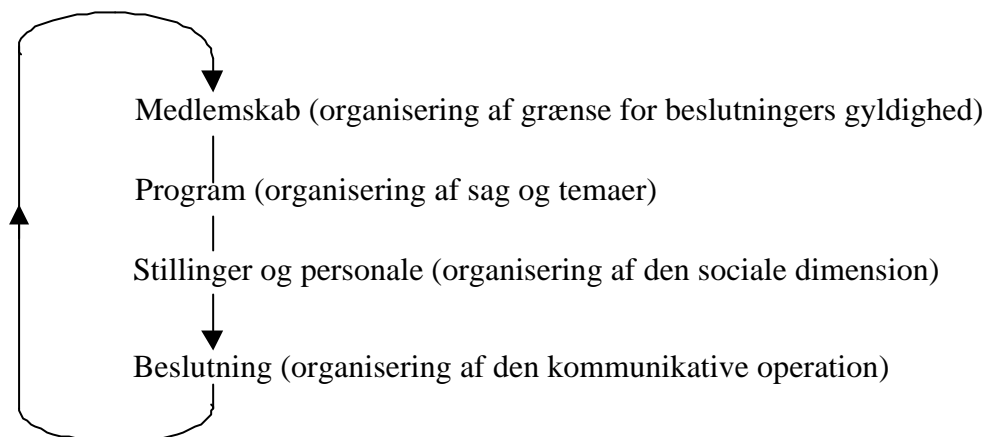 Medlemskab (organisering af grænse for beslutningers gyldighed)
Program (organisering af sag og temaer)
Stillinger og personale (organisering af den sociale dimension)
Beslutning (organisering af den kommunikative operation)